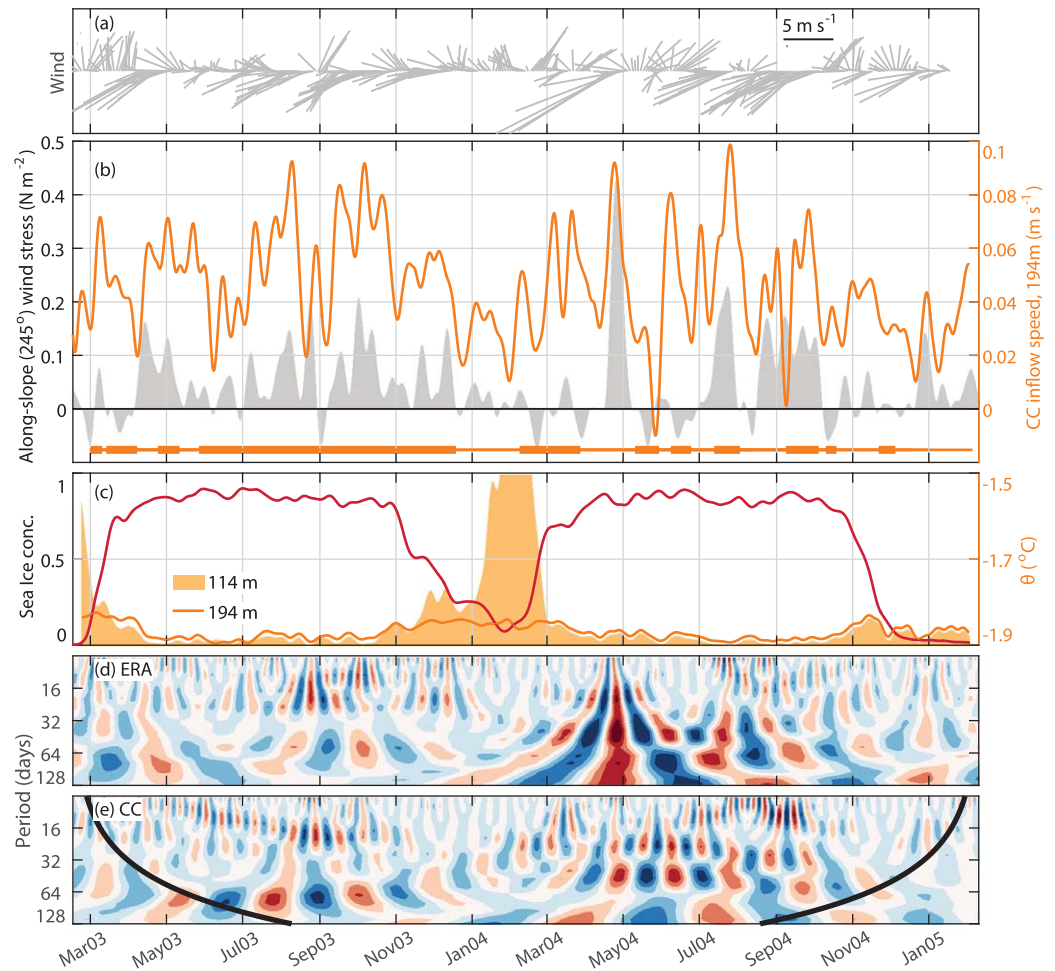 (a)
5 m s⁻¹
Wind
(b)
Along-slope (245°) wind stress (N m⁻²)
0.5
0.4
0.3
0.2
0.1
0
0.1
0.08
0.06
0.04
0.02
0
CC inflow speed, 194m (m s⁻¹)
(c)
Sea Ice conc.
1
0.5
0
114 m
194 m
-1.5
-1.7
-1.9
θ (°C)
(d) ERA
16
32
64
128
Period (days)
(e) CC
16
32
64
128
Mar03 May03 Jul03 Sep03 Nov03 Jan04 Mar04 May04 Jul04 Sep04 Nov04 Jan05